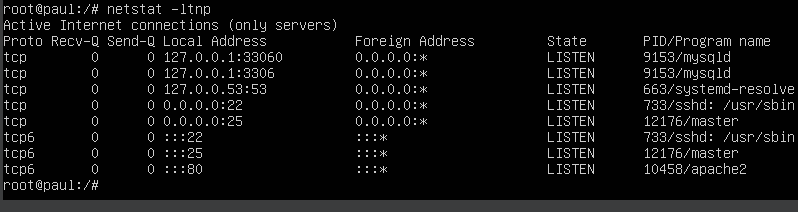 root@paul:/# netstat -ltnp
Active Internet connections (only servers)
Proto Recv-Q Send-Q Local Address           Foreign Address         State       PID/Program name
tcp        0      0 127.0.0.1:33060         0.0.0.0:*               LISTEN      9153/mysqld
tcp        0      0 127.0.0.1:3306          0.0.0.0:*               LISTEN      9153/mysqld
tcp        0      0 127.0.0.53:53           0.0.0.0:*               LISTEN      663/systemd-resolve
tcp        0      0 0.0.0.0:22              0.0.0.0:*               LISTEN      733/sshd: /usr/sbin
tcp        0      0 0.0.0.0:25              0.0.0.0:*               LISTEN      12176/master
tcp6       0      0 :::22                   :::*                    LISTEN      733/sshd: /usr/sbin
tcp6       0      0 :::25                   :::*                    LISTEN      12176/master
tcp6       0      0 :::80                   :::*                    LISTEN      10458/apache2
root@paul:/#